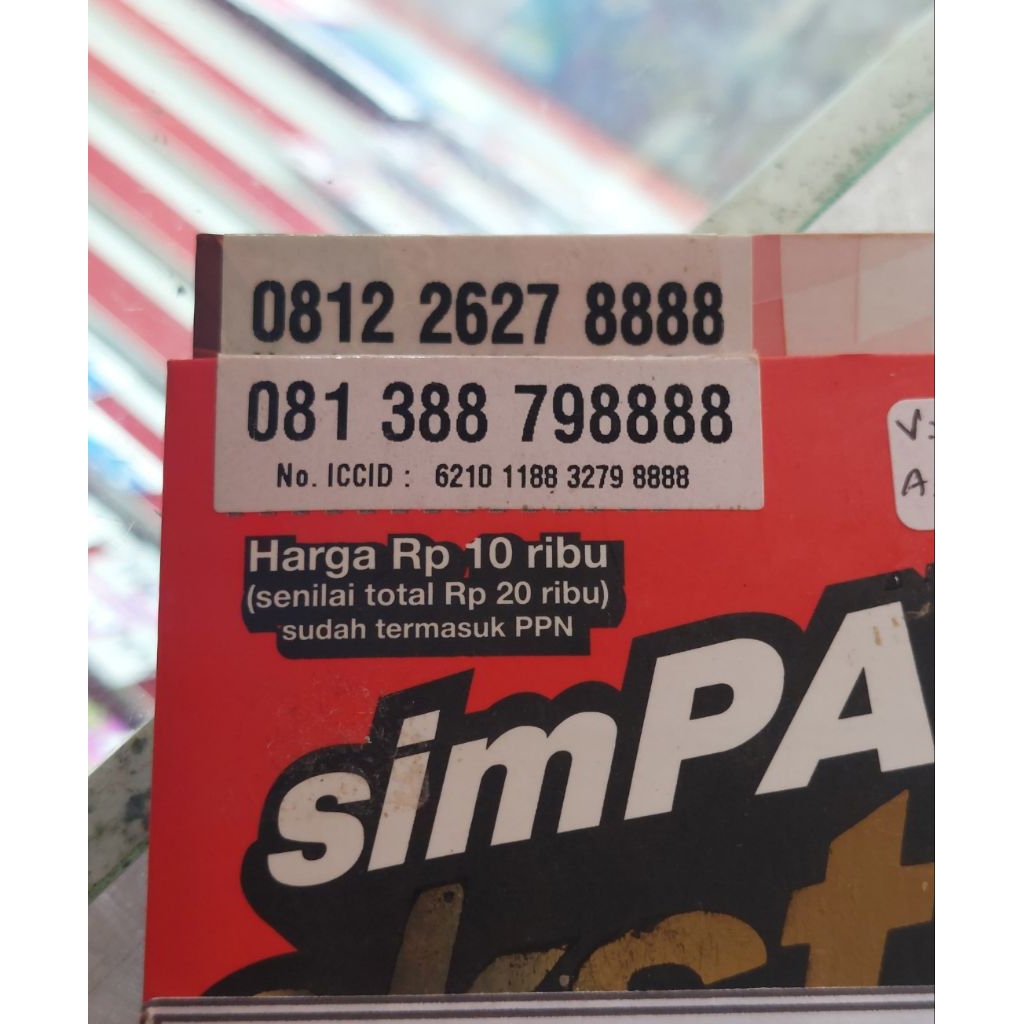 0812 2627 8888
081 388 798888
No. ICCID : 6210 1188 3279 8888
Harga Rp 10 ribu
(senilai total Rp 20 ribu)
sudah termasuk PPN
V:
A
simPA
kst